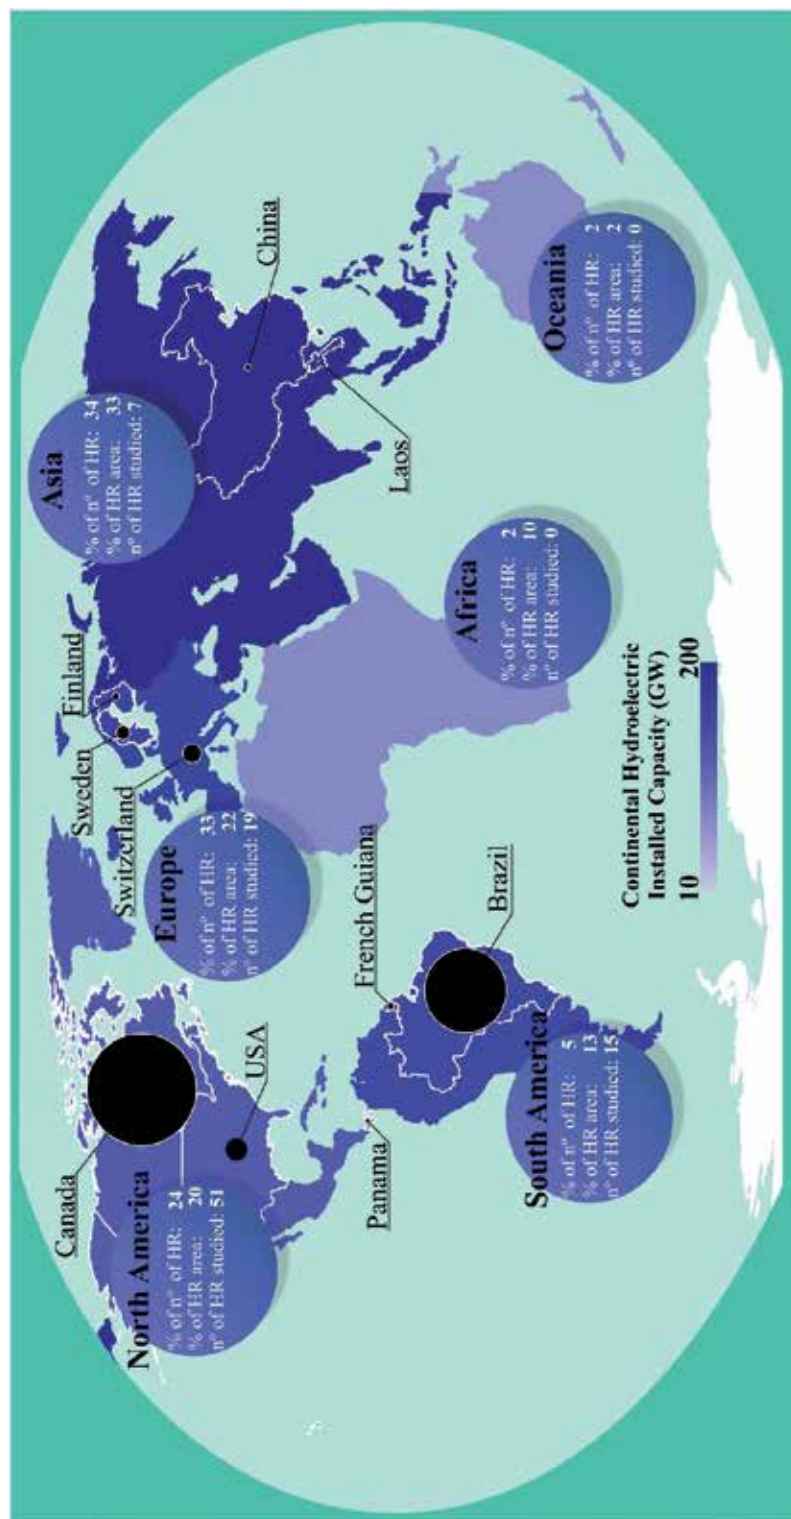 Canada
North America
% of n° of HR: 24
% of HR area: 20
n° of HR studied: 51
USA
Panama
South America
% of n° of HR: 5
% of HR area: 13
n° of HR studied: 15
French Guiana
Brazil
Sweden
Finland
Switzerland
Europe
% of n° of HR: 33
% of HR area: 22
n° of HR studied: 19
Africa
% of n° of HR: 2
% of HR area: 10
n° of HR studied: 0
Asia
% of n° of HR: 34
% of HR area: 33
n° of HR studied: 7
China
Laos
Oceania
% of n° of HR: 2
% of HR area: 2
n° of HR studied: 0
Continental Hydroelectric
Installed Capacity (GW)
10 200